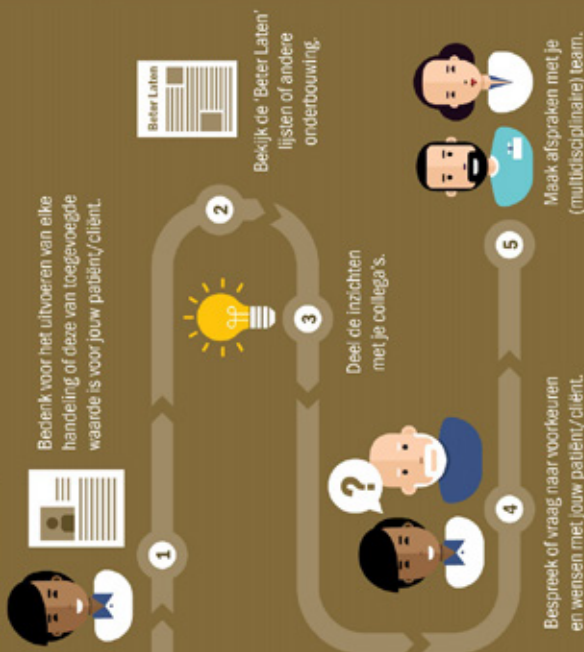 1
Bedenk voor het uitvoeren van elke
handeling of deze van toegevoegde
waarde is voor jouw patiënt/cliënt.
2
Beter Laten
Bekijk de 'Beter Laten'
lijsten of andere
onderbouwing.
3
Deel de inzichten
met je collega's.
4
?
Bespreek of vraag naar voorkeuren
en wensen met jouw patiënt/cliënt.
5
Maak afspraken met je
(multidisciplinaire) team.